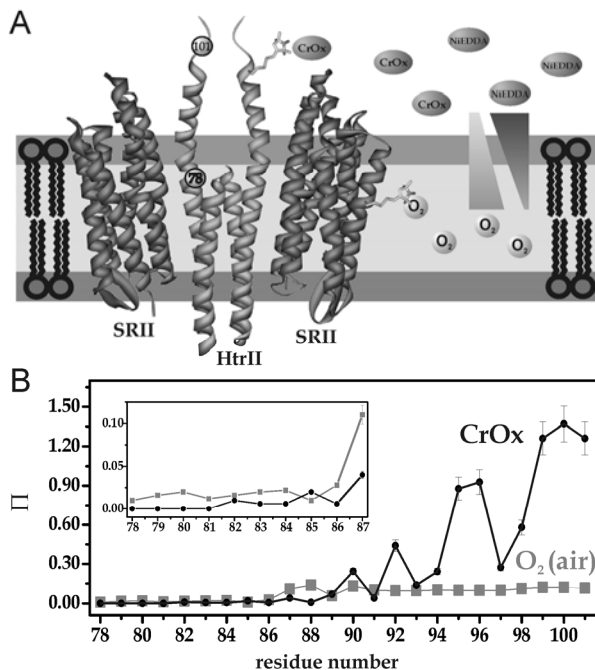 A
101
CrOx
CrOx
CrOx
NiEDDA
NiEDDA
NiEDDA
78
O2
O2
O2
O2
SRII
HtrII
SRII
B
CrOx
O2 (air)
Π
1.50
1.20
0.90
0.60
0.30
0.00
0.10
0.05
0.00
78 79 80 81 82 83 84 85 86 87
78 80 82 84 86 88 90 92 94 96 98 100
residue number